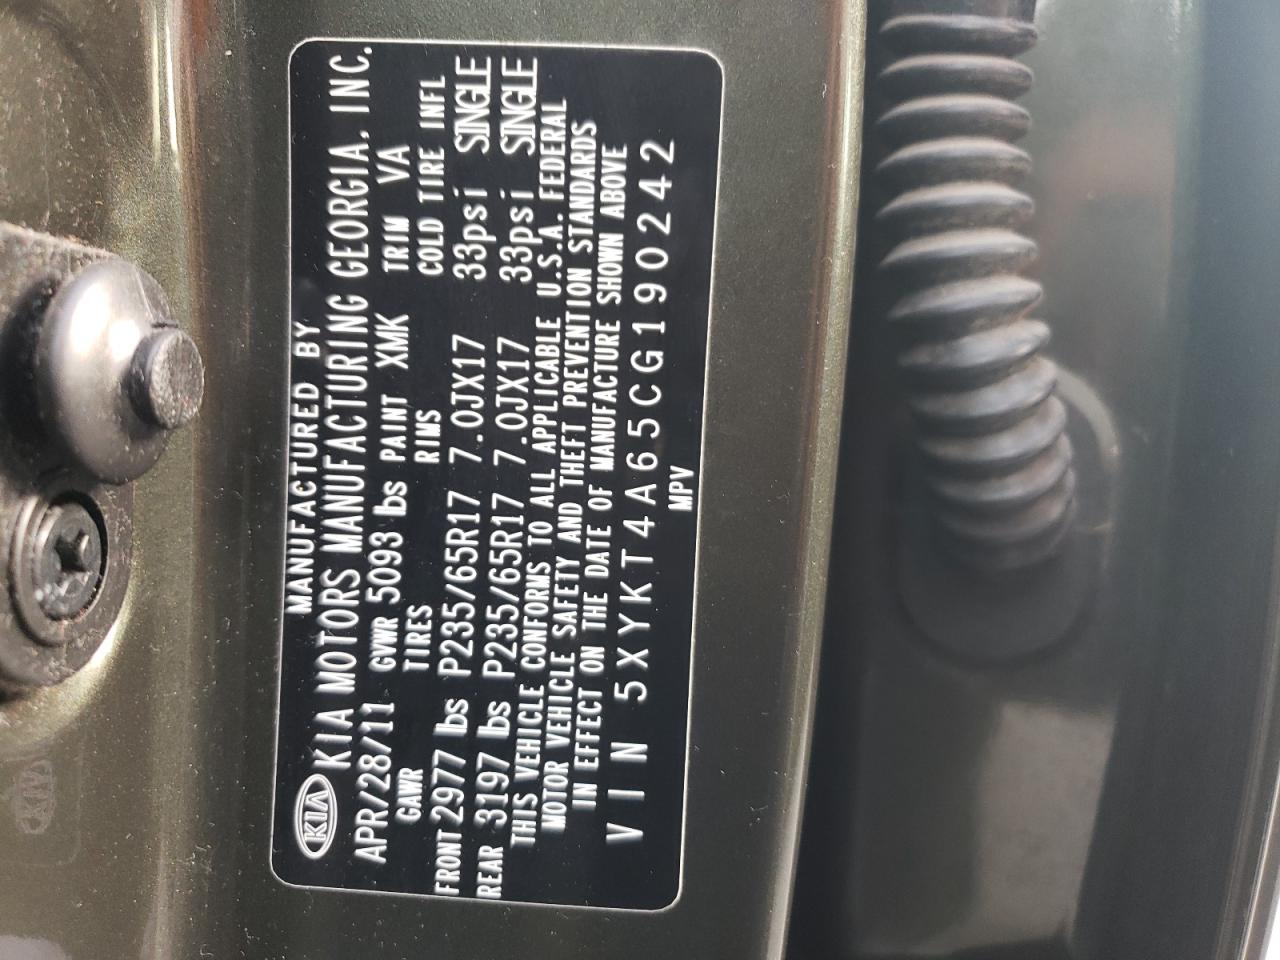 MANUFACTURED BY
KIA KIA MOTORS MANUFACTURING GEORGIA, INC.
APR/28/11 GVWR 5093 lbs PAINT XMK TRIM VA
GAWR TIRES RIMS COLD TIRE INFL
FRONT 2977 lbs P235/65R17 7.0JX17 33psi SINGLE
REAR 3197 lbs P235/65R17 7.0JX17 33psi SINGLE
THIS VEHICLE CONFORMS TO ALL APPLICABLE U.S.A. FEDERAL
MOTOR VEHICLE SAFETY AND THEFT PREVENTION STANDARDS
IN EFFECT ON THE DATE OF MANUFACTURE SHOWN ABOVE
VIN 5XYKT4A65CG190242
MPV